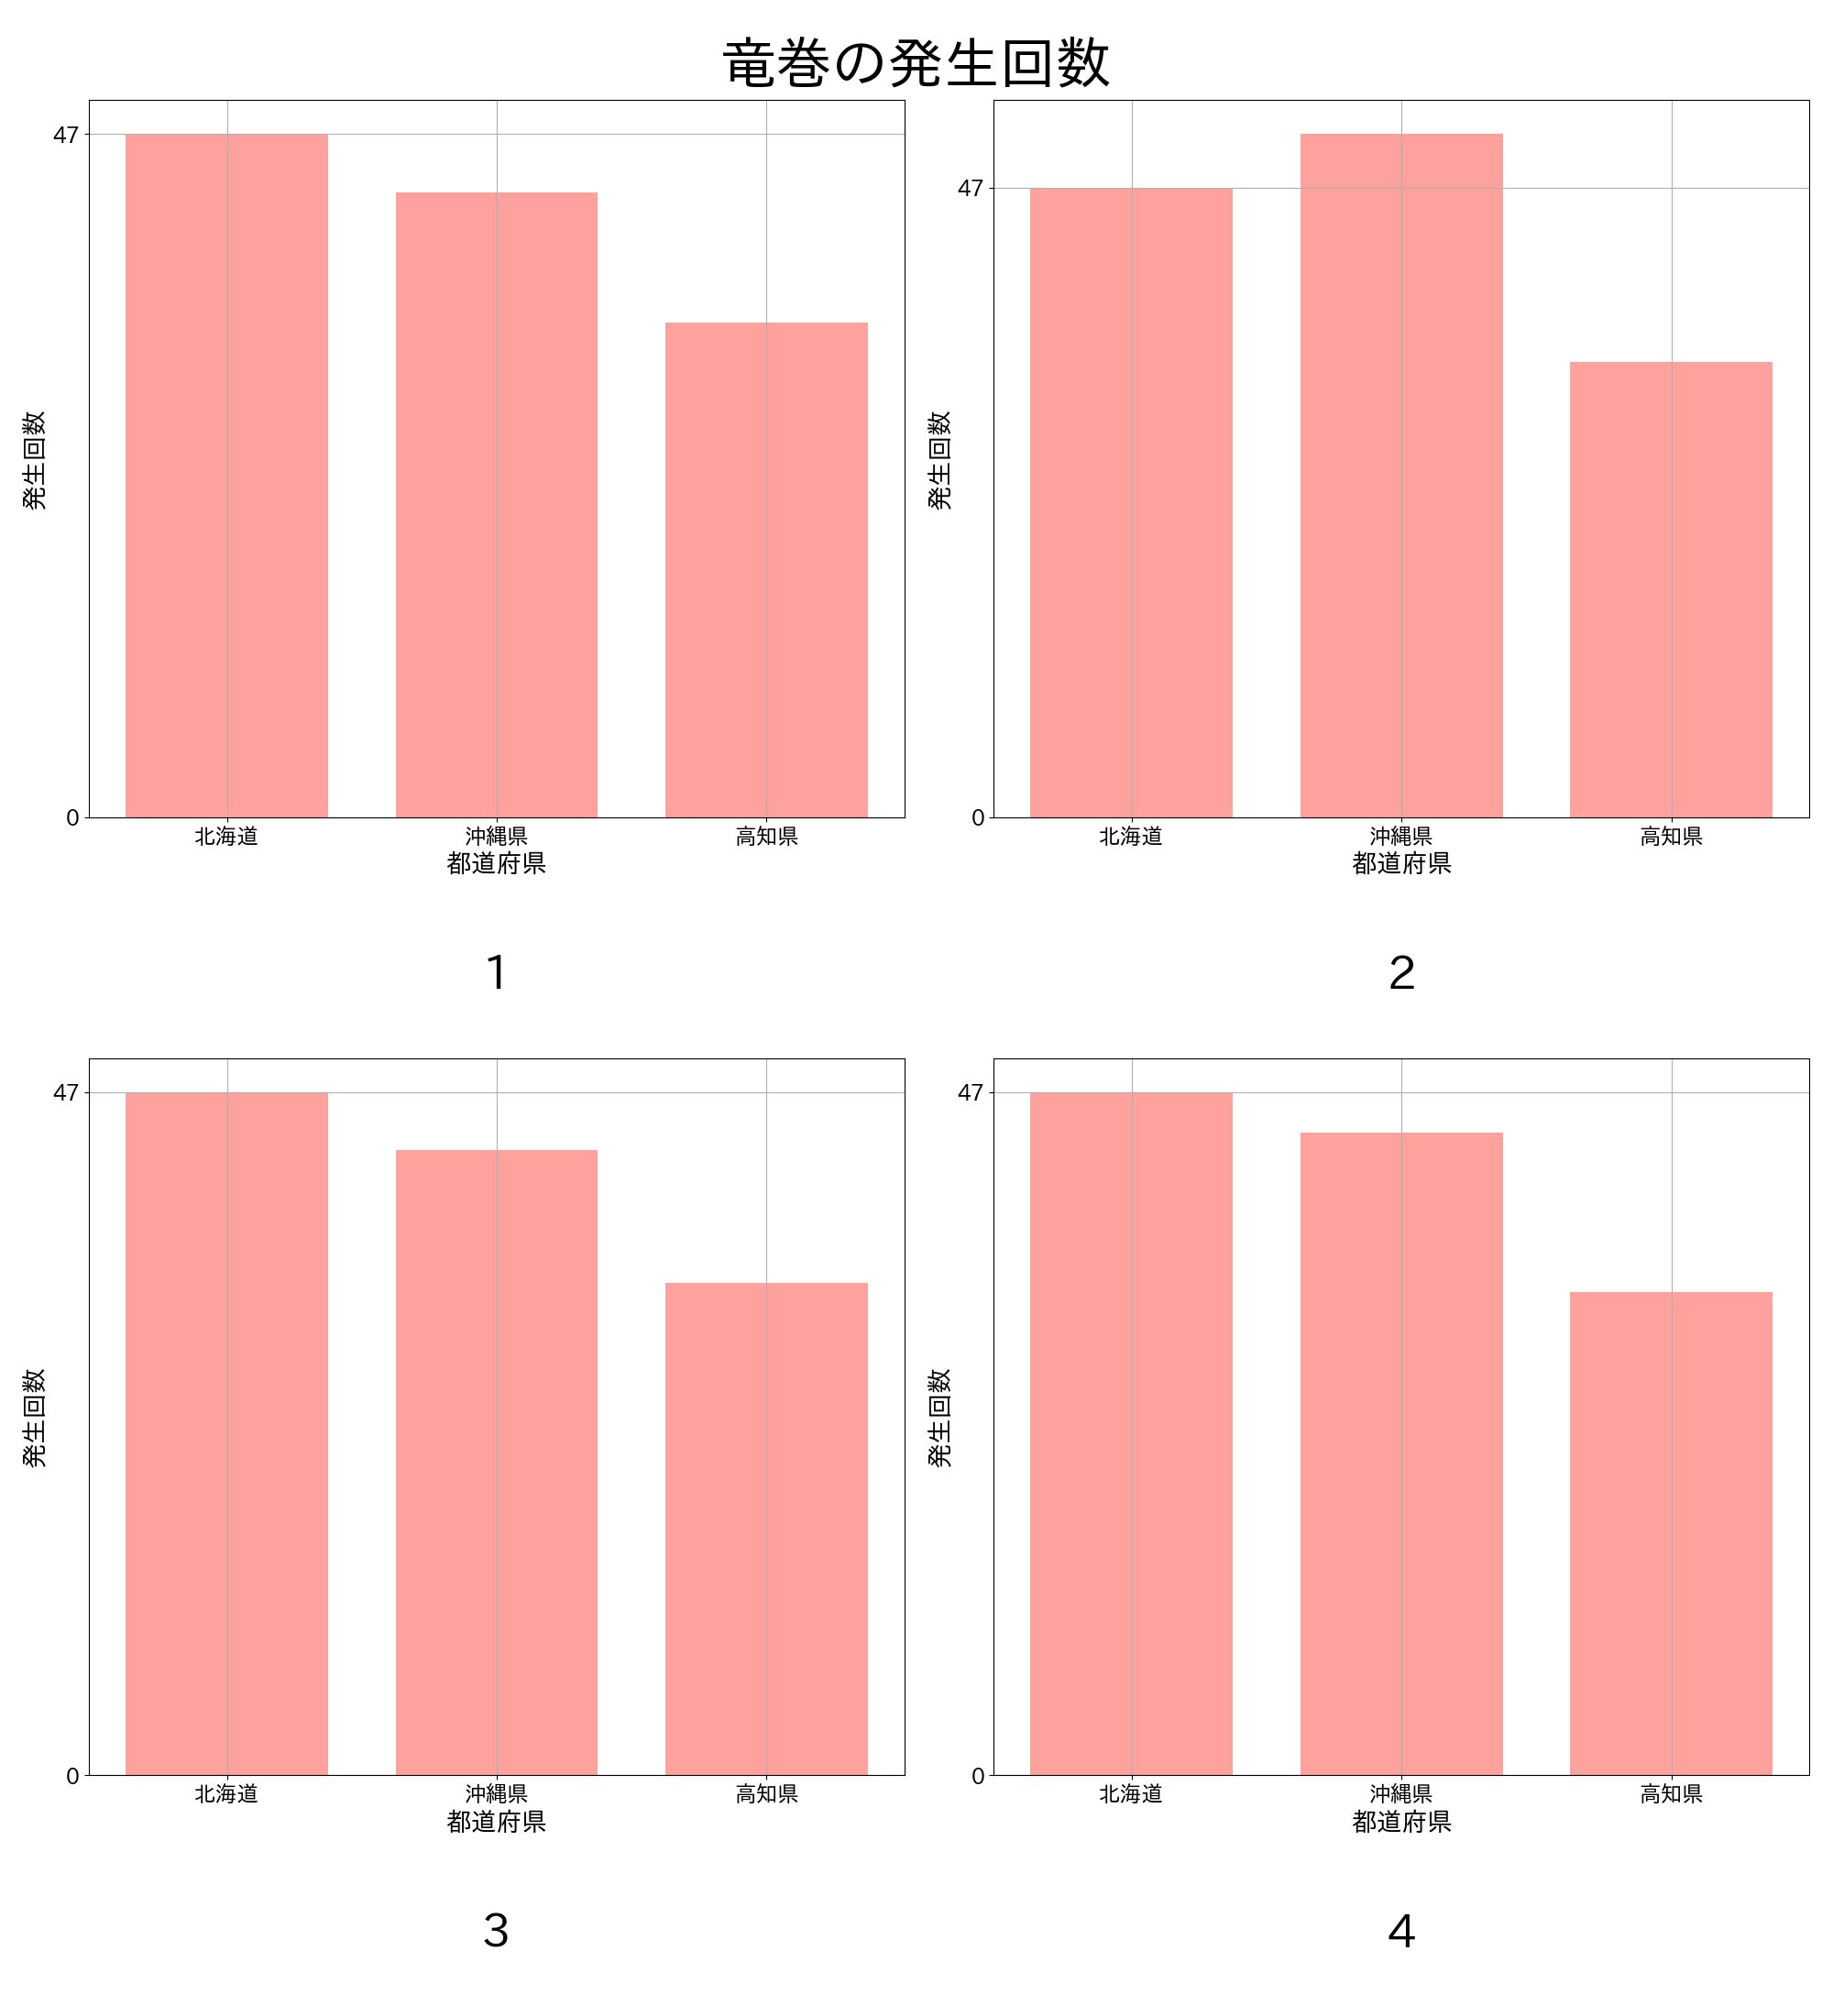 竜巻の発生回数
47
0
発生回数
北海道 沖縄県 高知県
都道府県
1
47
0
発生回数
北海道 沖縄県 高知県
都道府県
2
47
0
発生回数
北海道 沖縄県 高知県
都道府県
3
47
0
発生回数
北海道 沖縄県 高知県
都道府県
4